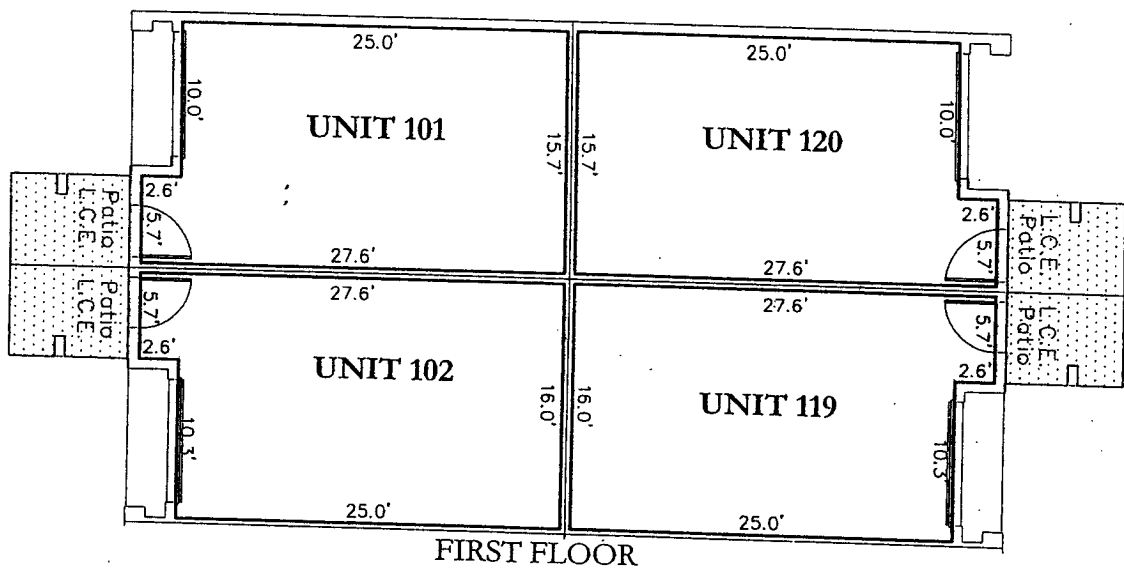 25.0'
25.0'
10.0'
UNIT 101
15.7'
15.7'
UNIT 120
10.0'
2.6'
5.7'
Patio
L.C.E.
27.6'
27.6'
2.6'
5.7'
L.C.E.
Patio
Patio
L.C.E.
5.7'
2.6'
27.6'
27.6'
5.7'
2.6'
L.C.E.
Patio
UNIT 102
16.0'
16.0'
UNIT 119
10.3'
10.3'
25.0'
25.0'
FIRST FLOOR